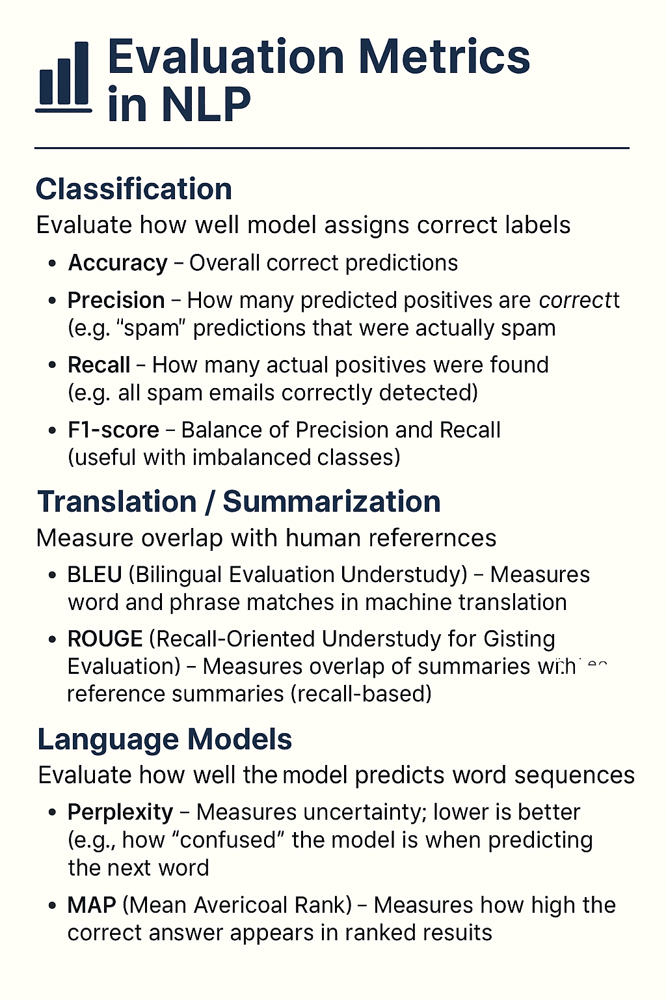 Evaluation Metrics
in NLP
Classification
Evaluate how well model assigns correct labels
• Accuracy – Overall correct predictions
• Precision – How many predicted positives are correctt
(e.g. “spam” predictions that were actually spam
• Recall – How many actual positives were found
(e.g. all spam emails correctly detected)
• F1-score – Balance of Precision and Recall
(useful with imbalanced classes)
Translation / Summarization
Measure overlap with human referernces
• BLEU (Bilingual Evaluation Understudy) – Measures
word and phrase matches in machine translation
• ROUGE (Recall-Oriented Understudy for Gisting
Evaluation) – Measures overlap of summaries
reference summaries (recall-based)
Language Models
Evaluate how well the model predicts word sequences
• Perplexity – Measures uncertainty; lower is better
(e.g., how “confused” the model is when predicting
the next word
• MAP (Mean Avericoal Rank) – Measures how high the
correct answer appears in ranked resuits